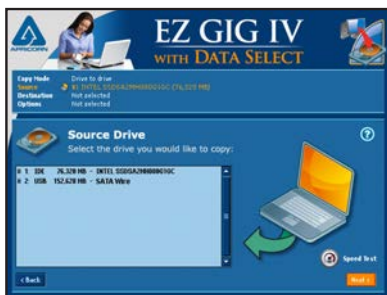 APRICORN
EZ GIG IV
WITH DATA SELECT
Copy Mode Drive to drive
Source
Destination Not selected
Options Not selected
Source Drive
Select the drive you would like to copy:
# 1 IDE 76,320 MB - INTEL
# 2 USB 152,628 MB - SATA Wire
Speed Test
< Back
Next >